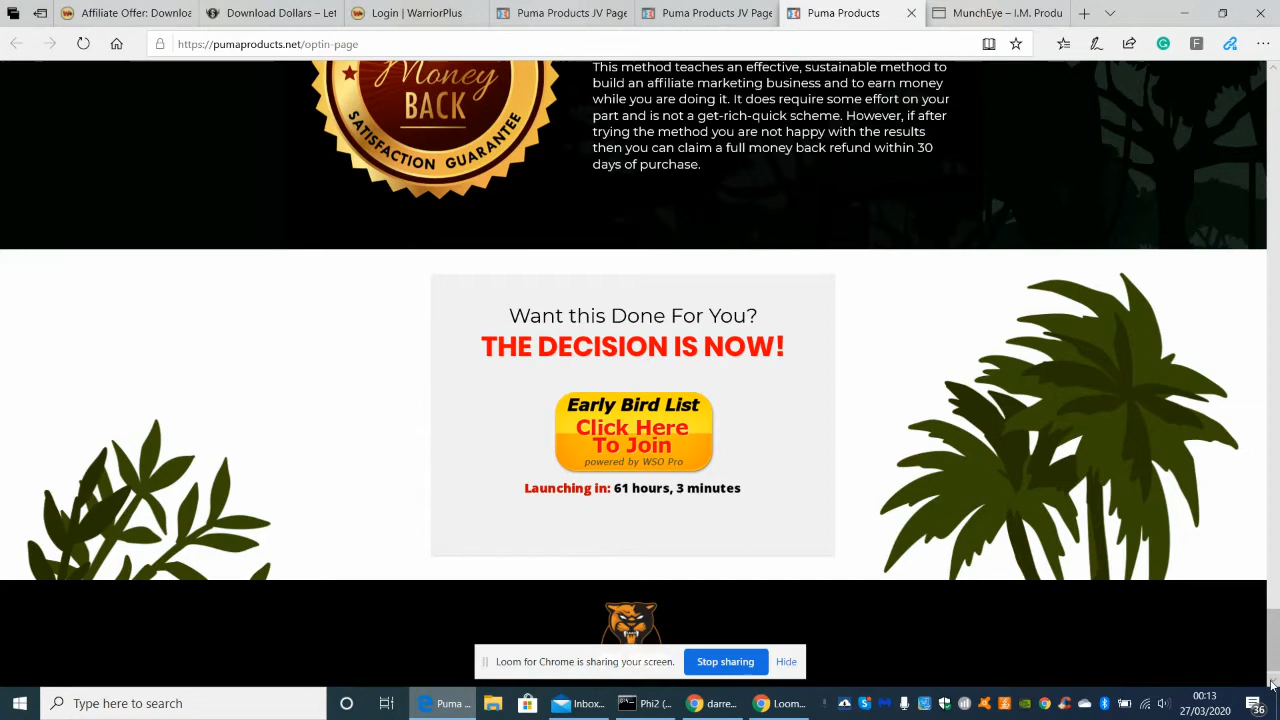 Affiliate Offer: Downloa
Download Dollars – Let
Login | WarriorPlus
Puma Products JV Page
Puma Products JV Page
Puma Products
MunchEye – I.M. Produ
https://pumaproducts.net/optin-page
Money
BACK
SATISFACTION GUARANTEE
This method teaches an effective, sustainable method to
build an affiliate marketing business and to earn money
while you are doing it. It does require some effort on your
part and is not a get-rich-quick scheme. However, if after
trying the method you are not happy with the results
then you can claim a full money back refund within 30
days of purchase.
Want this Done For You?
THE DECISION IS NOW!
Early Bird List
Click Here
To Join
powered by WSO Pro
Launching in: 61 hours, 3 minutes
Loom for Chrome is sharing your screen.
Stop sharing
Hide
Type here to search
Puma ...
Inbox...
Phi2 (...
darre...
Loom...
00:13
27/03/2020
36